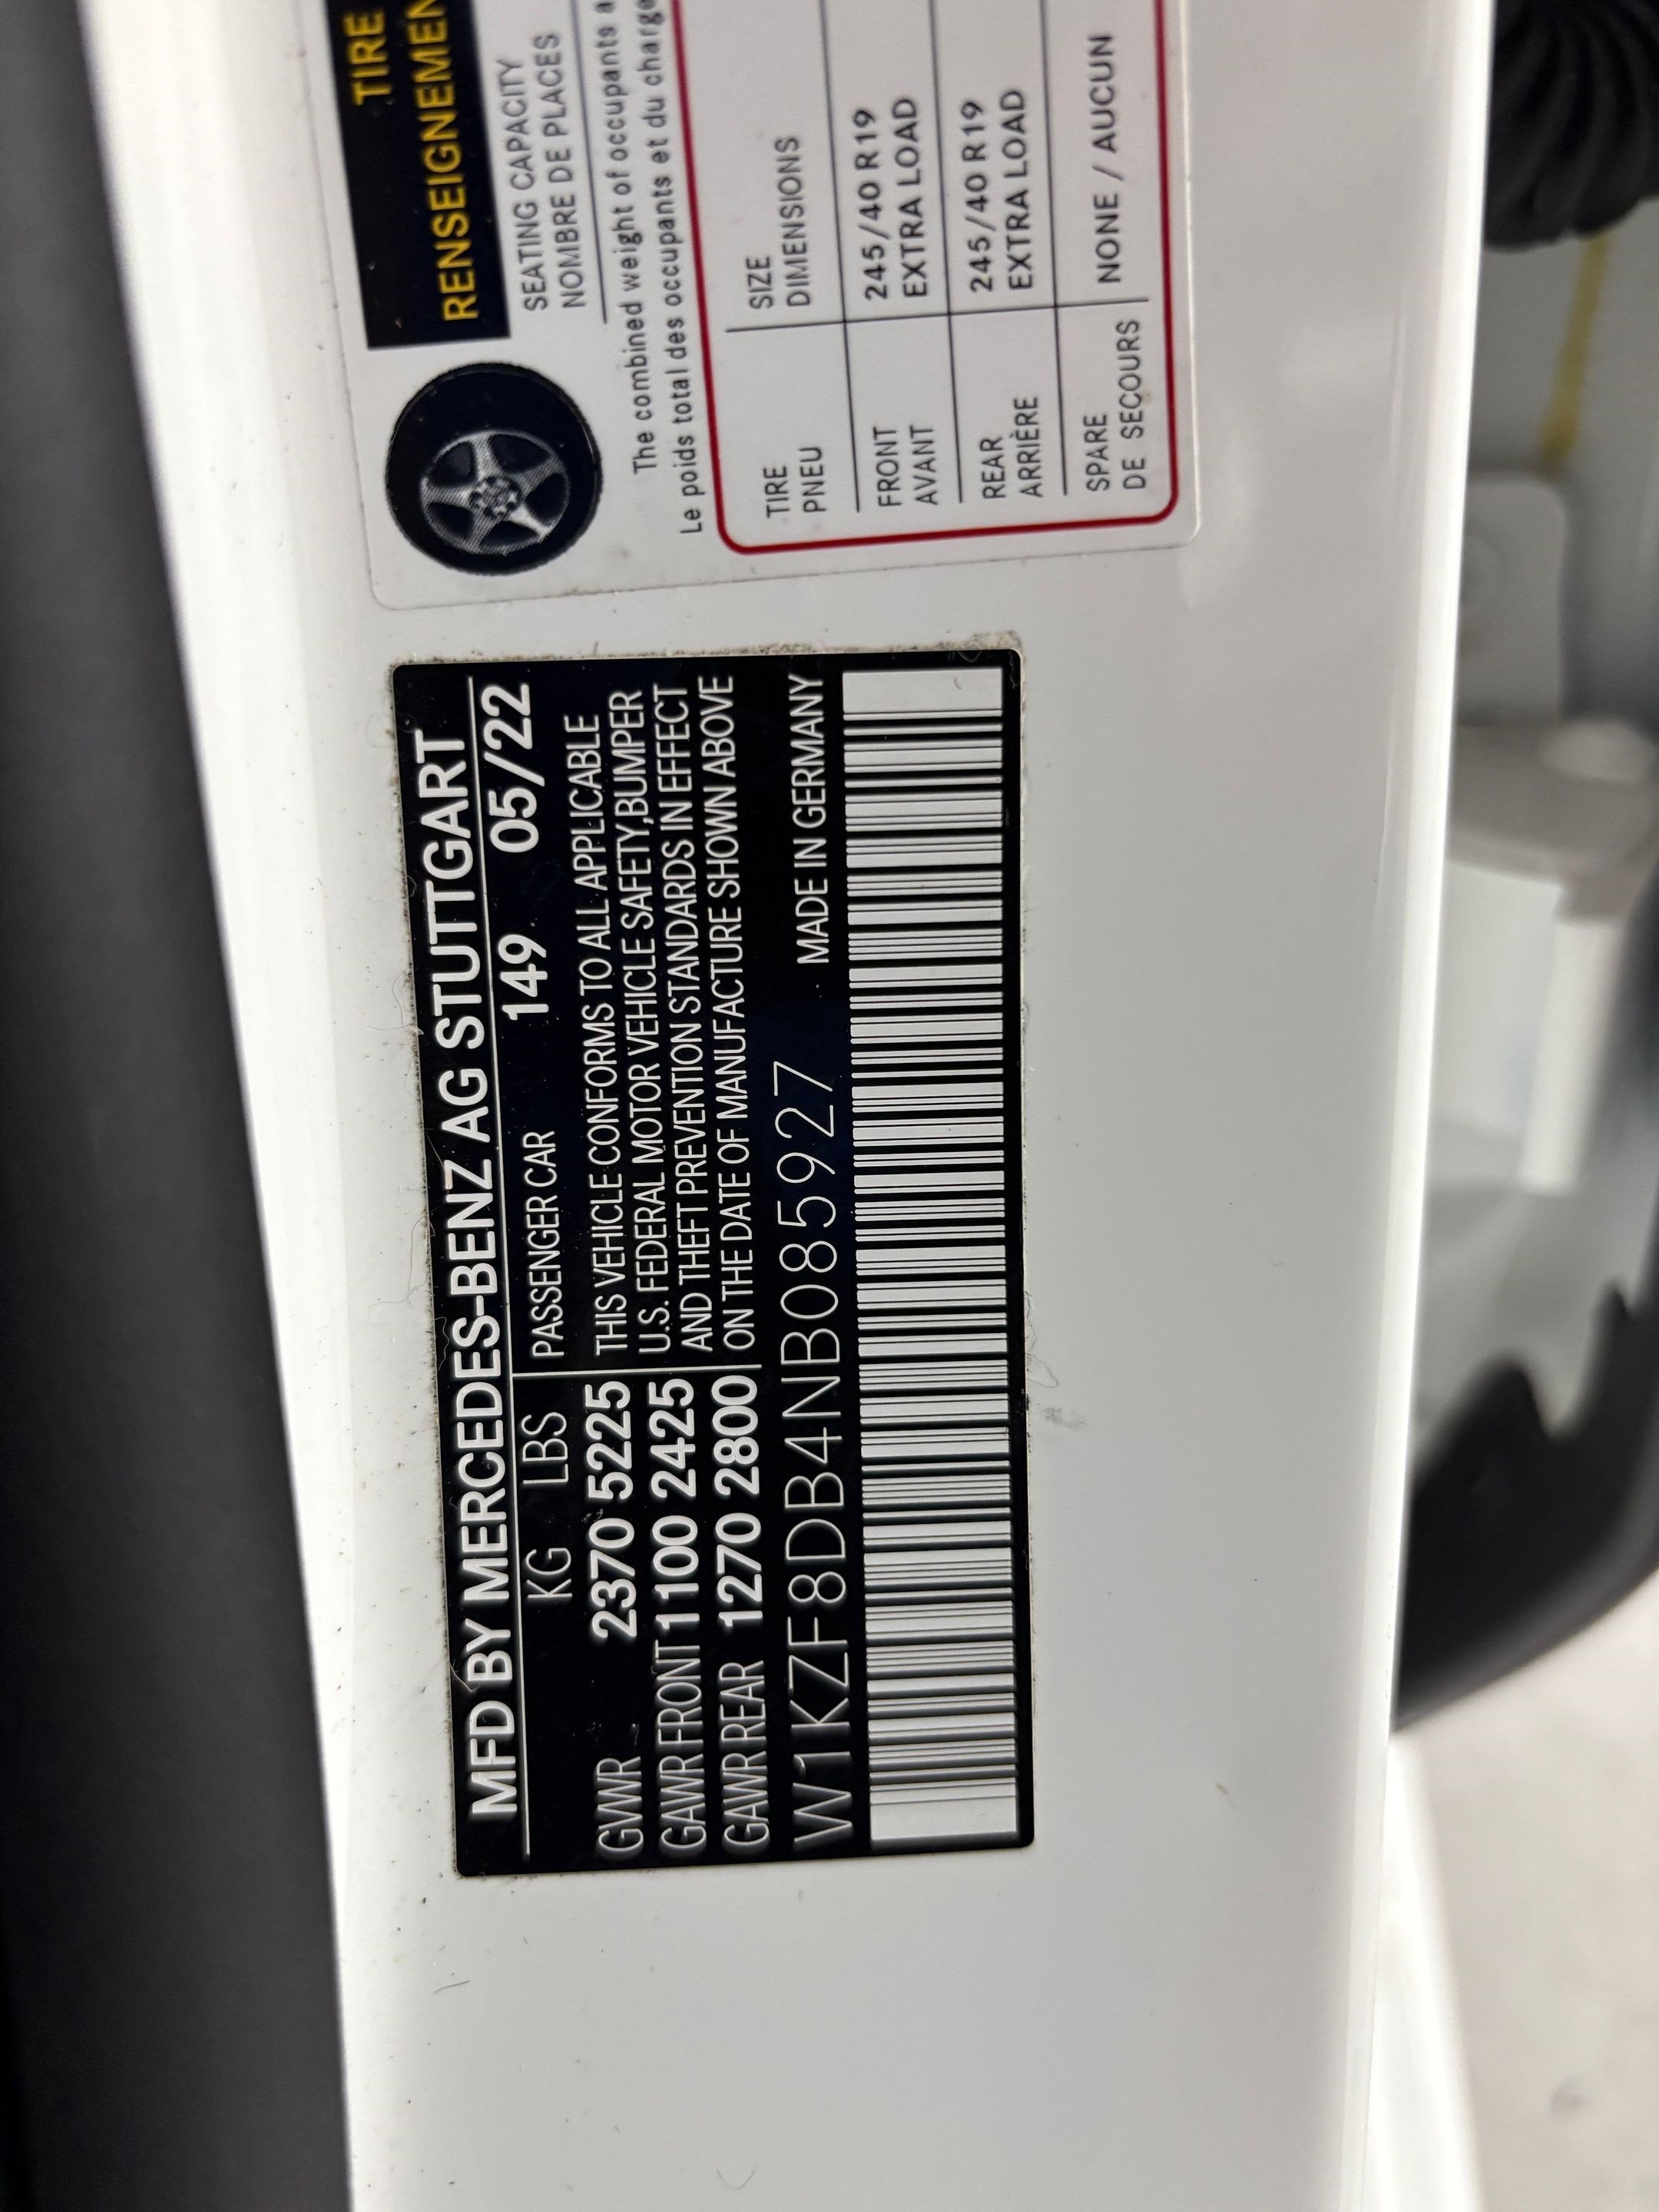 MFD BY MERCEDES-BENZ AG STUTTGART
KG LBS PASSENGER CAR 149 05/22
GVWR 2370 5225 THIS VEHICLE CONFORMS TO ALL APPLICABLE
GAWR FRONT 1100 2425 U.S. FEDERAL MOTOR VEHICLE SAFETY,BUMPER
AND THEFT PREVENTION STANDARDS IN EFFECT
GAWR REAR 1270 2800 ON THE DATE OF MANUFACTURE SHOWN ABOVE
W1KZF8DB4NB085927 MADE IN GERMANY
TIRE
RENSEIGNEMEN
SEATING CAPACITY
NOMBRE DE PLACES
The combined weight of occupants a
Le poids total des occupants et du charge
TIRE SIZE
PNEU DIMENSIONS
FRONT 245/40 R19
AVANT EXTRA LOAD
REAR 245/40 R19
ARRIÈRE EXTRA LOAD
SPARE NONE / AUCUN
DE SECOURS